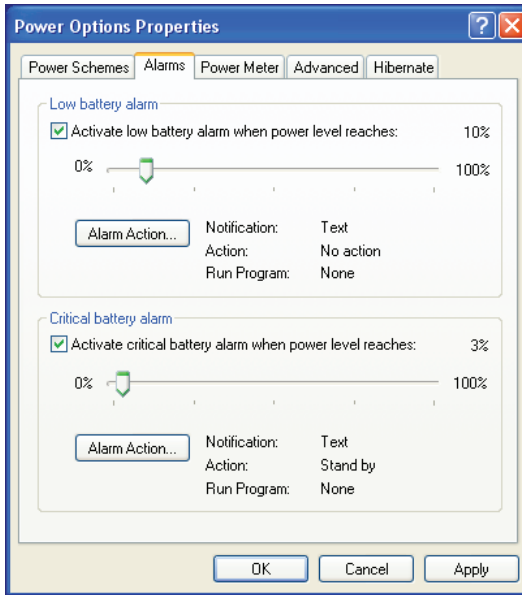 Power Options Properties
Power Schemes Alarms Power Meter Advanced Hibernate
Low battery alarm
Activate low battery alarm when power level reaches: 10%
0% 100%
Alarm Action... Notification: Text
Action: No action
Run Program: None
Critical battery alarm
Activate critical battery alarm when power level reaches: 3%
0% 100%
Alarm Action... Notification: Text
Action: Stand by
Run Program: None
OK Cancel Apply